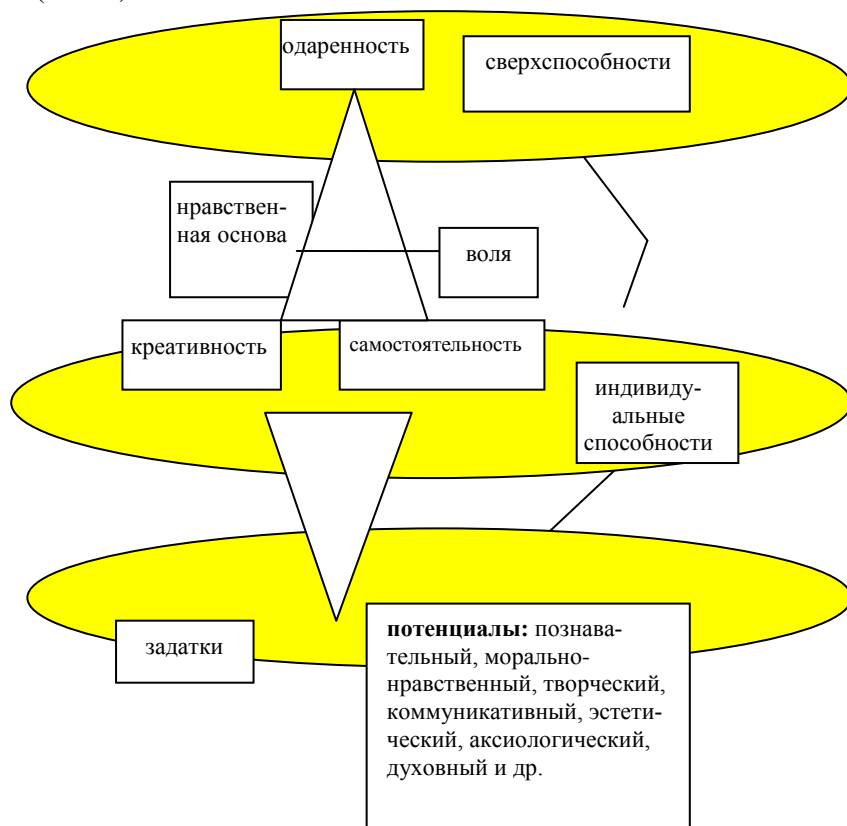 одаренность
сверхспособности
нравствен-
ная основа
воля
креативность
самостоятельность
индивиду-
альные
способности
задатки
потенциалы: познава-
тельный, морально-
нравственный, творческий,
коммуникативный, эстети-
ческий, аксиологический,
духовный и др.